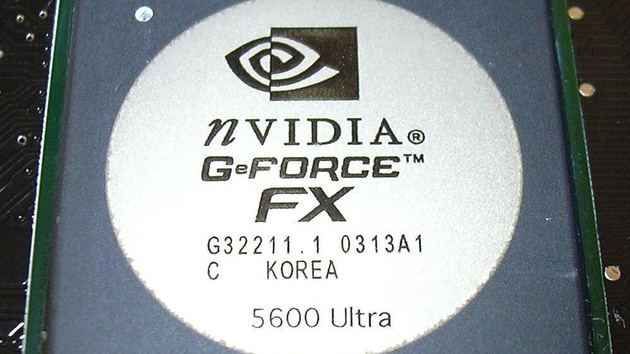 nVIDIA®
GeFORCE™
FX
G32211.1 0313A1
C KOREA
5600 Ultra